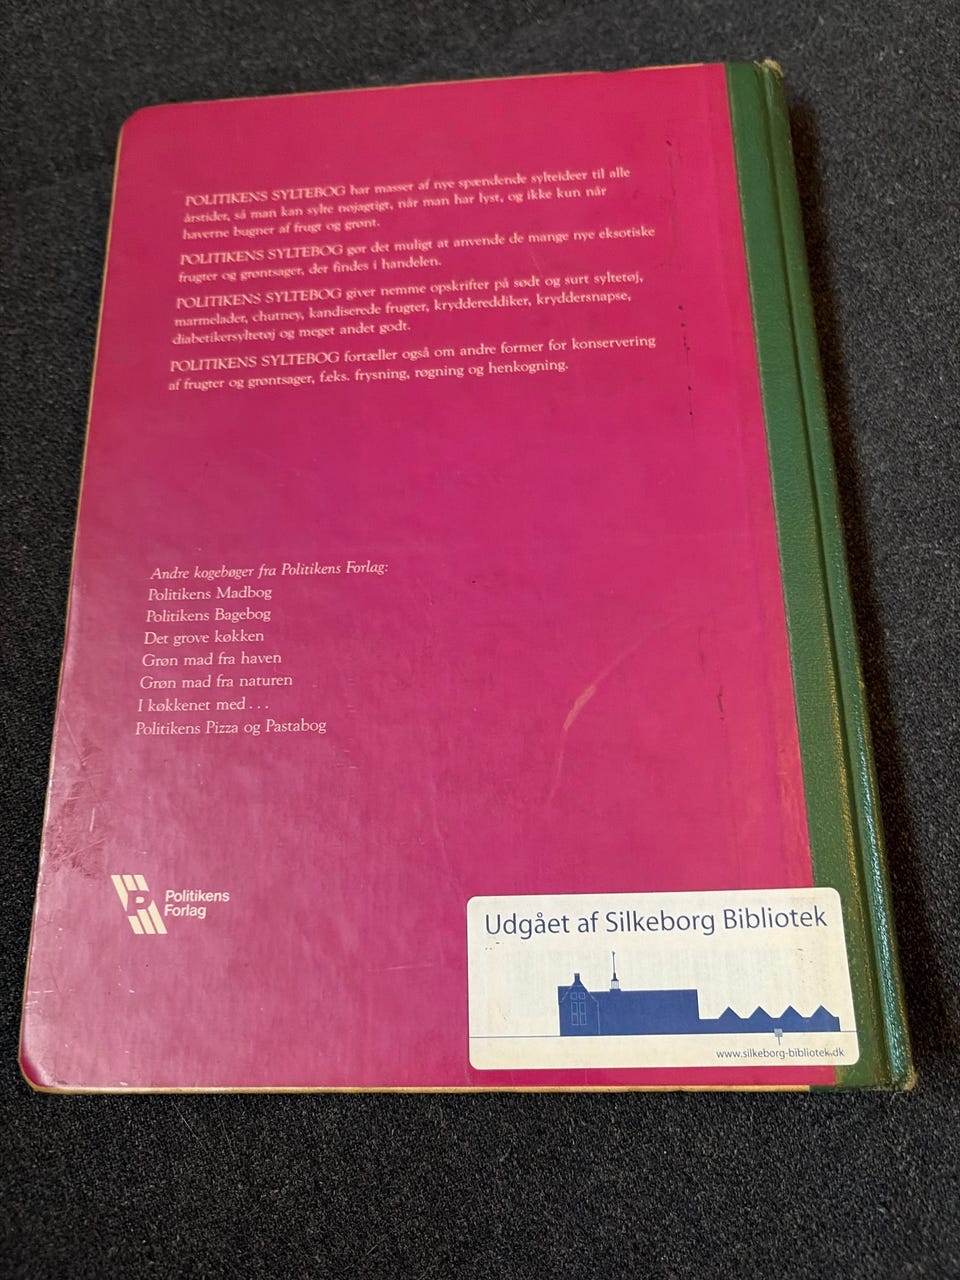 POLITIKENS SYLTEBOG har masser af nye spændende sylteideer til alle
årstider, så man kan sylte nøjagtigt, når man har lyst, og ikke kun når
haverne bugner af frugt og grønt.
POLITIKENS SYLTEBOG gør det muligt at anvende de mange nye eksotiske
frugter og grøntsager, der findes i handelen.
POLITIKENS SYLTEBOG giver nemme opskrifter på sødt og surt syltetøj,
marmelader, chutney, kandiserede frugter, kryddereddiker, kryddersnapse,
diabetikersyltetøj og meget andet godt.
POLITIKENS SYLTEBOG fortæller også om andre former for konservering
af frugter og grøntsager, f.eks. frysning, røgning og henkogning.
Andre kogebøger fra Politikens Forlag:
Politikens Madbog
Politikens Bagebog
Det grove køkken
Grøn mad fra haven
Grøn mad fra naturen
I køkkenet med . . .
Politikens Pizza og Pastabog
P
Politikens
Forlag
Udgået af Silkeborg Bibliotek
www.silkeborg-bibliotek.dk